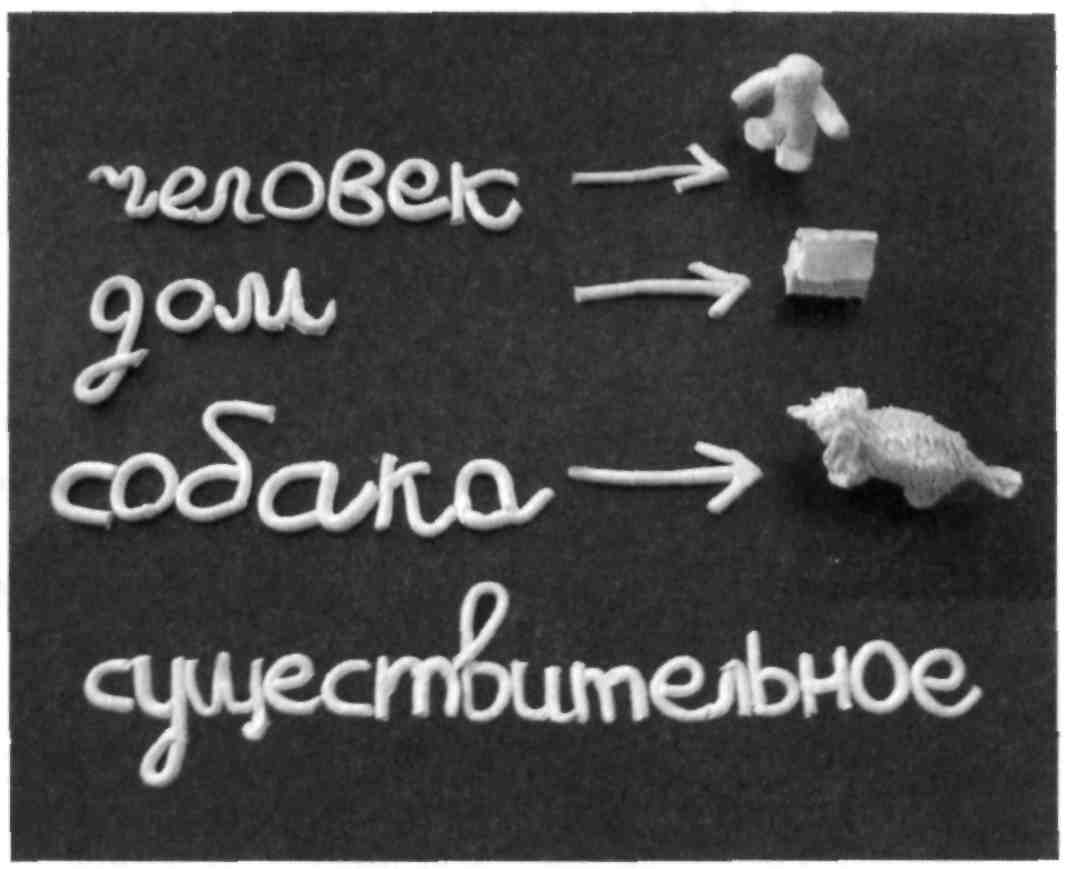 человек
дом
собака
существительное